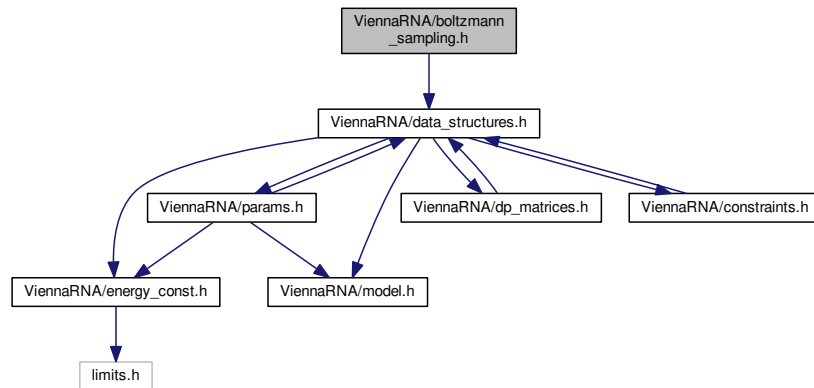 ViennaRNA/boltzmann
_sampling.h
ViennaRNA/data_structures.h
ViennaRNA/params.h
ViennaRNA/dp_matrices.h
ViennaRNA/constraints.h
ViennaRNA/energy_const.h
ViennaRNA/model.h
limits.h